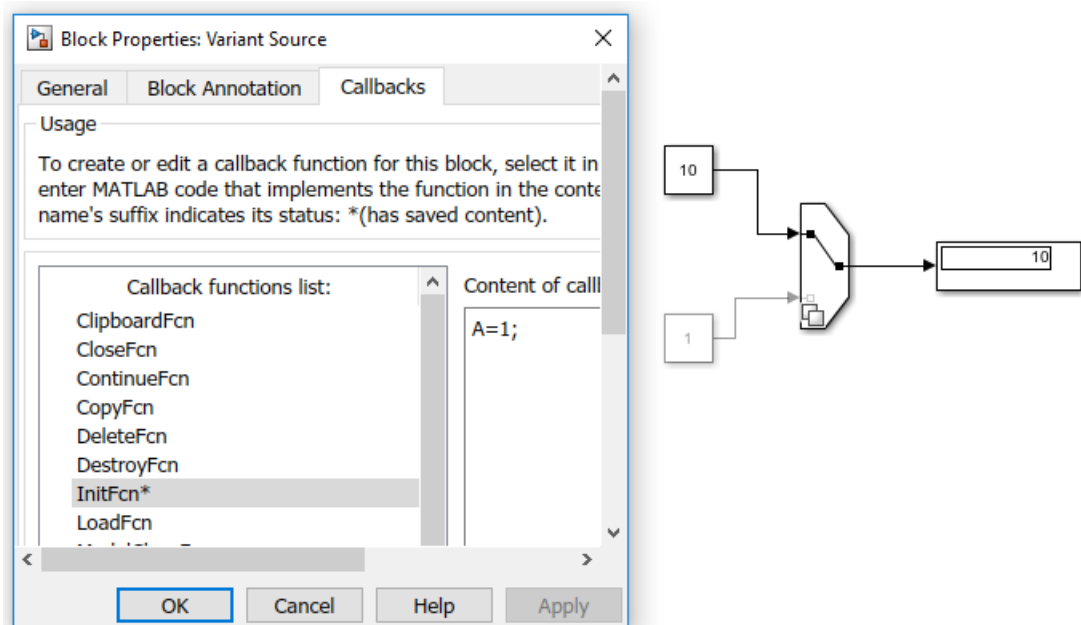 Block Properties: Variant Source
General Block Annotation Callbacks
Usage
To create or edit a callback function for this block, select it in
enter MATLAB code that implements the function in the conte
name's suffix indicates its status: *(has saved content).
Callback functions list:
ClipboardFcn
CloseFcn
ContinueFcn
CopyFcn
DeleteFcn
DestroyFcn
InitFcn*
LoadFcn
Content of call
A=1;
OK Cancel Help Apply
10
1
10